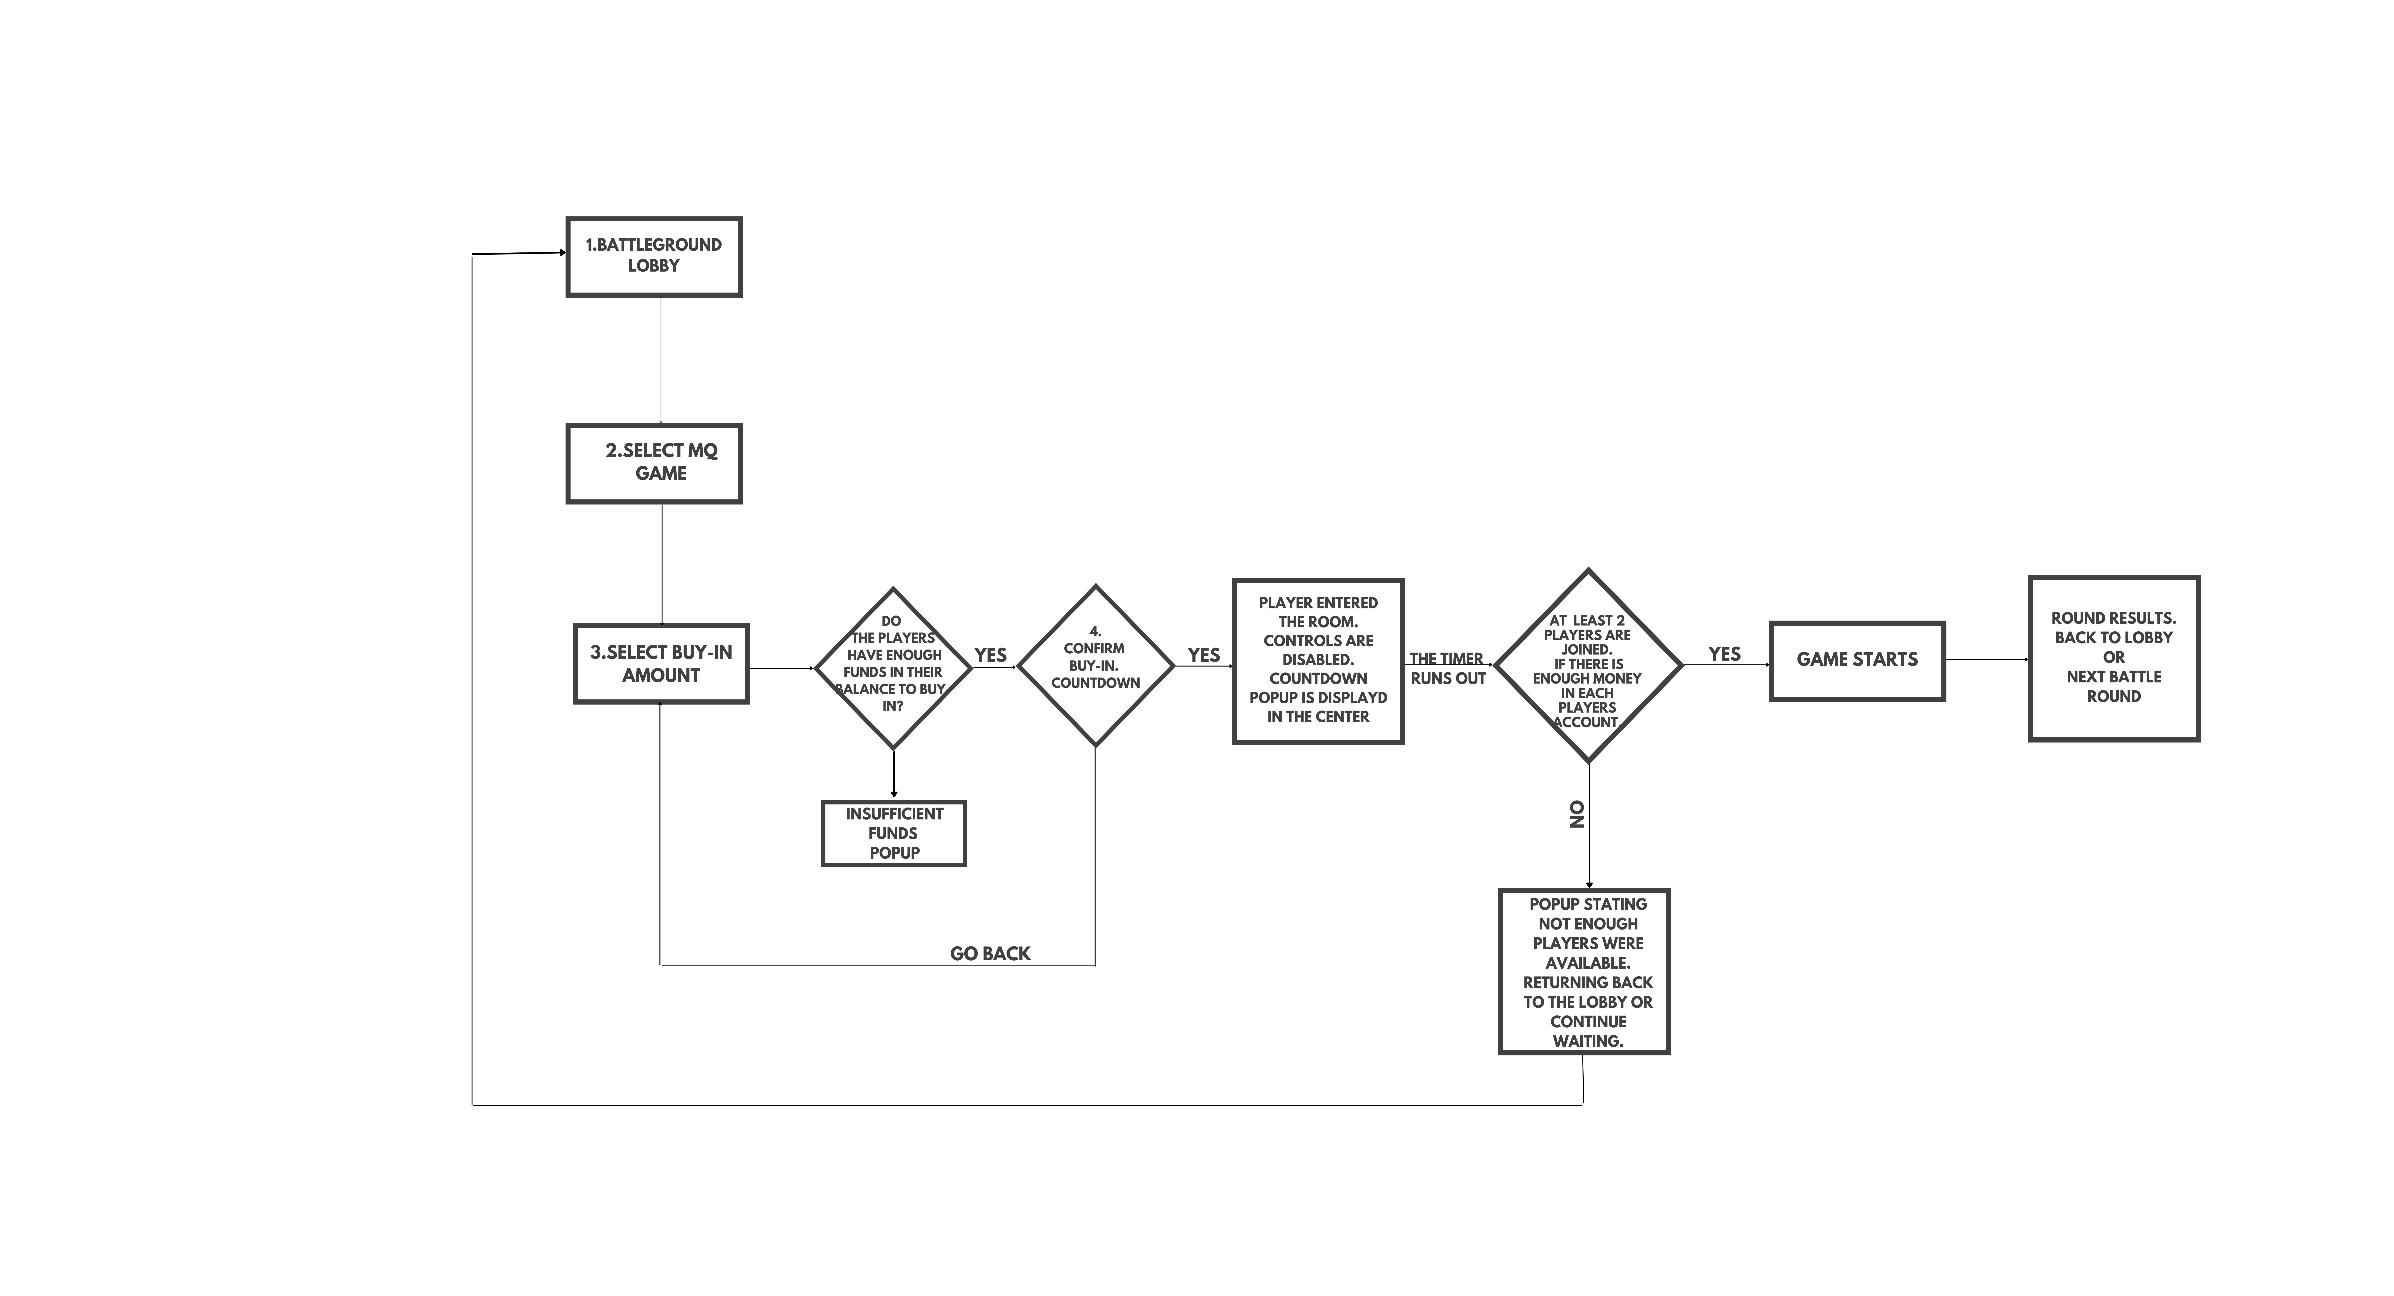 1.BATTLEGROUND
LOBBY
2.SELECT MQ
GAME
3.SELECT BUY-IN
AMOUNT
DO
THE PLAYERS
HAVE ENOUGH
FUNDS IN THEIR
BALANCE TO BUY
IN?
YES
INSUFFICIENT
FUNDS
POPUP
4.
CONFIRM
BUY-IN.
COUNTDOWN
YES
GO BACK
PLAYER ENTERED
THE ROOM.
CONTROLS ARE
DISABLED.
COUNTDOWN
POPUP IS DISPLAYD
IN THE CENTER
THE TIMER
RUNS OUT
AT LEAST 2
PLAYERS ARE
JOINED.
IF THERE IS
ENOUGH MONEY
IN EACH
PLAYERS
ACCOUNT.
YES
NO
POPUP STATING
NOT ENOUGH
PLAYERS WERE
AVAILABLE.
RETURNING BACK
TO THE LOBBY OR
CONTINUE
WAITING.
GAME STARTS
ROUND RESULTS.
BACK TO LOBBY
OR
NEXT BATTLE
ROUND